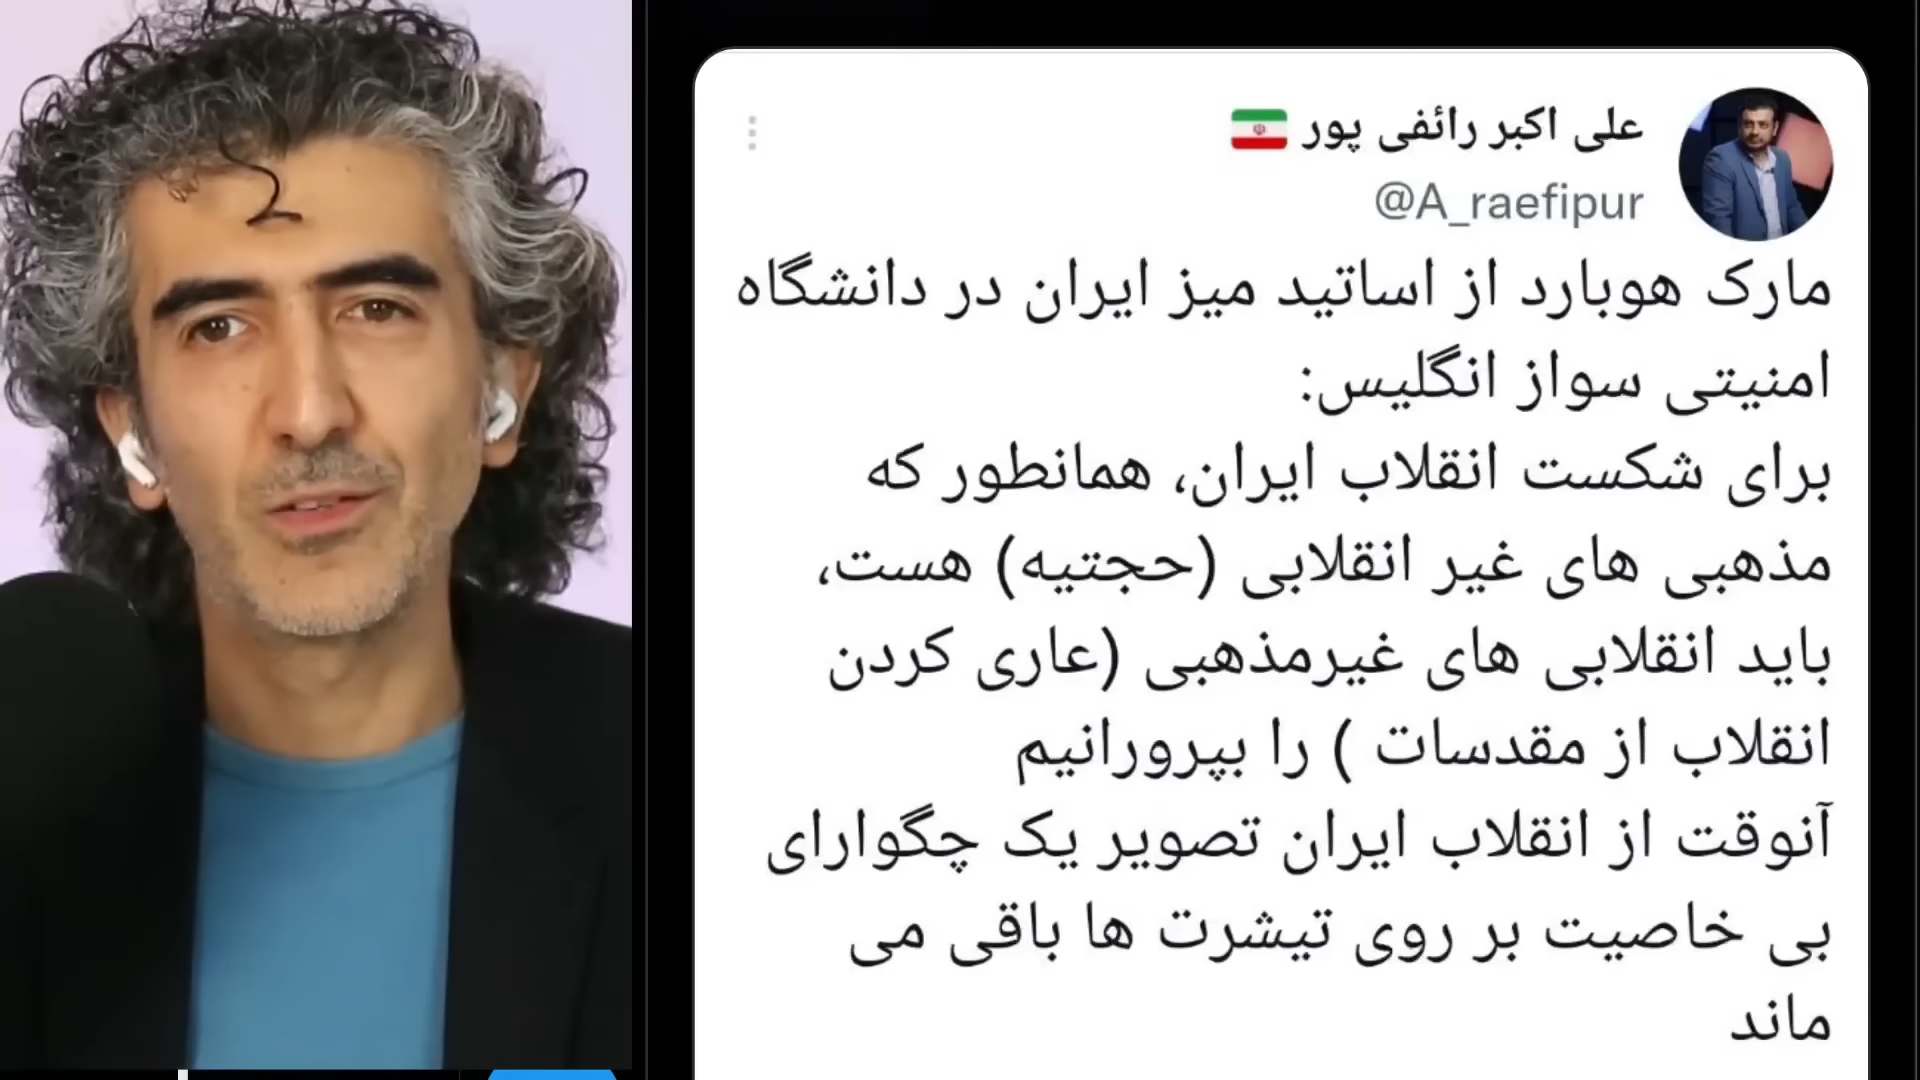 علی اکبر رائفی پور
@A_raefipur
مارک هوبارد از اساتید میز ایران در دانشگاه
امنیتی سواز انگلیس:
برای شکست انقلاب ایران، همانطور که
مذهبی های غیر انقلابی (حجتیه) هست،
باید انقلابی های غیرمذهبی (عاری کردن
انقلاب از مقدسات ) را بپرورانیم
آنوقت از انقلاب ایران تصویر یک چگوارای
بی خاصیت بر روی تیشرت ها باقی می
ماند